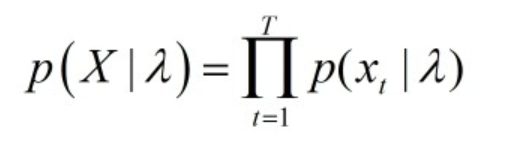 p(X | λ) = ∏_{t=1}^{T} p(x_t | λ)